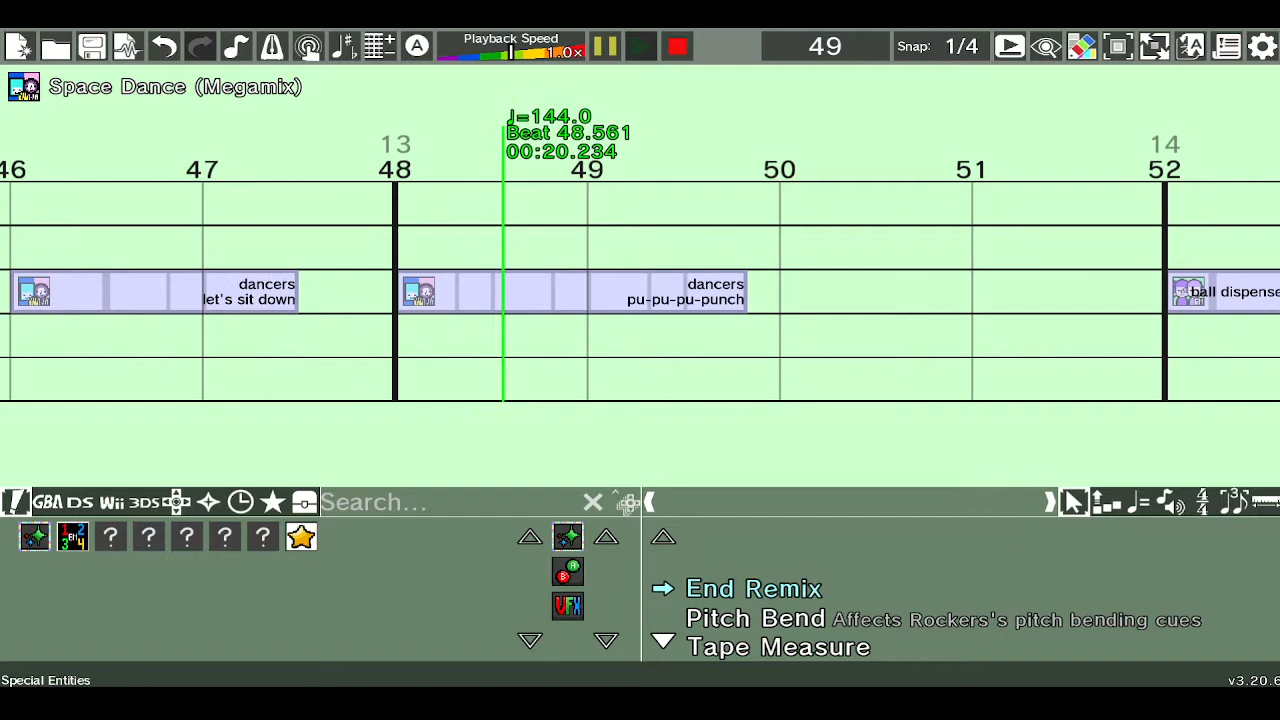 Playback Speed
1.0×
49
Snap: 1/4
Space Dance (Megamix)
♩=144.0
Beat 48.561
00:20.234
13
14
46
47
48
49
50
51
52
dancers
let's sit down
dancers
pu-pu-pu-punch
ball dispense
GBA DS Wii 3DS
Search...
End Remix
Pitch Bend Affects Rockers's pitch bending cues
Tape Measure
VFX
Special Entities
v3.20.6